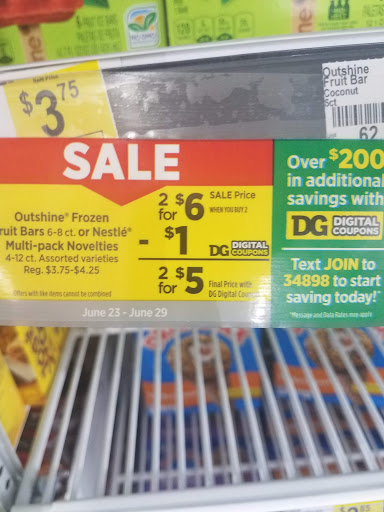 $3.75
Outshine
Fruit Bar
Coconut
6ct
62
SALE
Outshine® Frozen
ruit Bars 6-8 ct. or Nestlé®
Multi-pack Novelties
4-12 ct. Assorted varieties
Reg. $3.75-$4.25
Offers with like items cannot be combined
2 for $6 SALE Price
WHEN YOU BUY 2
- $1 DG DIGITAL COUPONS
2 for $5 Final Price with
DG Digital Cou
June 23 - June 29
Over $200
in additional
savings with
DG DIGITAL COUPONS
Text JOIN to
34898 to start
saving today!*
*Message and Data Rates may apply